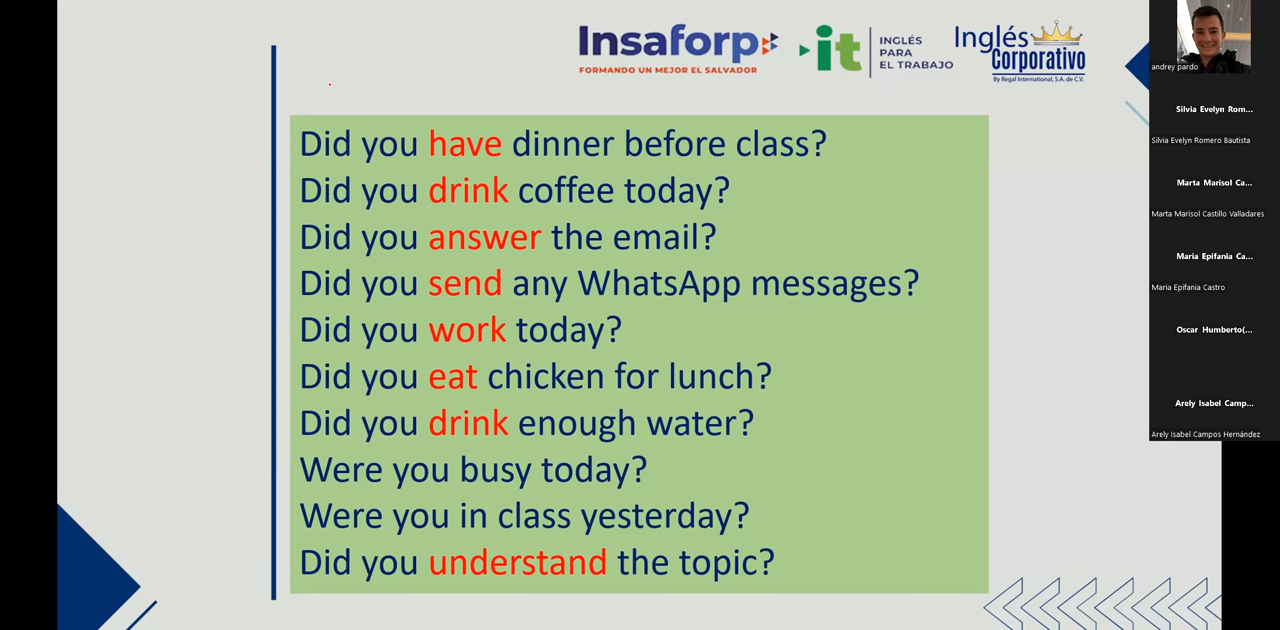 Insaforp
FORMANDO UN MEJOR EL SALVADOR
it
INGLÉS
PARA
EL TRABAJO
Inglés
Corporativo
By Regal International, S.A. de C.V.
Did you have dinner before class?
Did you drink coffee today?
Did you answer the email?
Did you send any WhatsApp messages?
Did you work today?
Did you eat chicken for lunch?
Did you drink enough water?
Were you busy today?
Were you in class yesterday?
Did you understand the topic?
andrey pardo
Silvia Evelyn Rom...
Silvia Evelyn Romero Bautista
Marta Marisol Ca...
Marta Marisol Castillo Valladares
Maria Epifania Ca...
Maria Epifania Castro
Oscar Humberto(...
Arely Isabel Camp...
Arely Isabel Campos Hernández